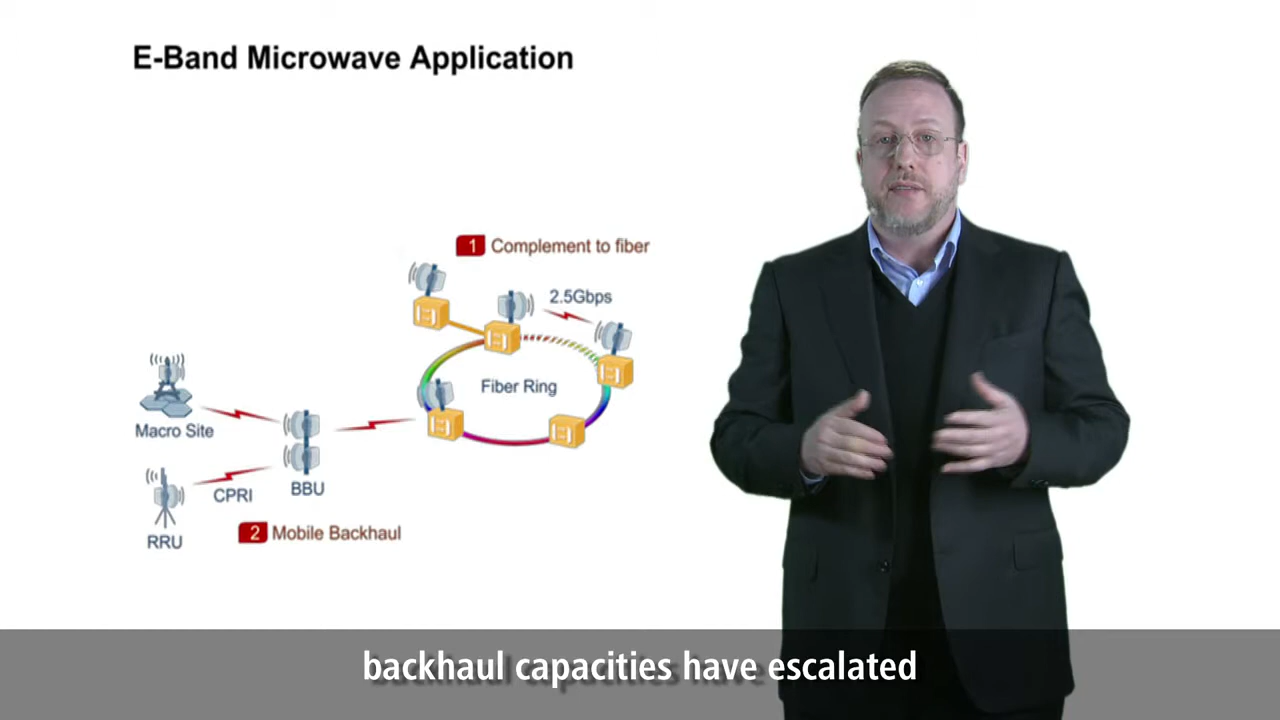 E-Band Microwave Application
1 Complement to fiber
2.5Gbps
Fiber Ring
Macro Site
CPRI
BBU
RRU
2 Mobile Backhaul
backhaul capacities have escalated